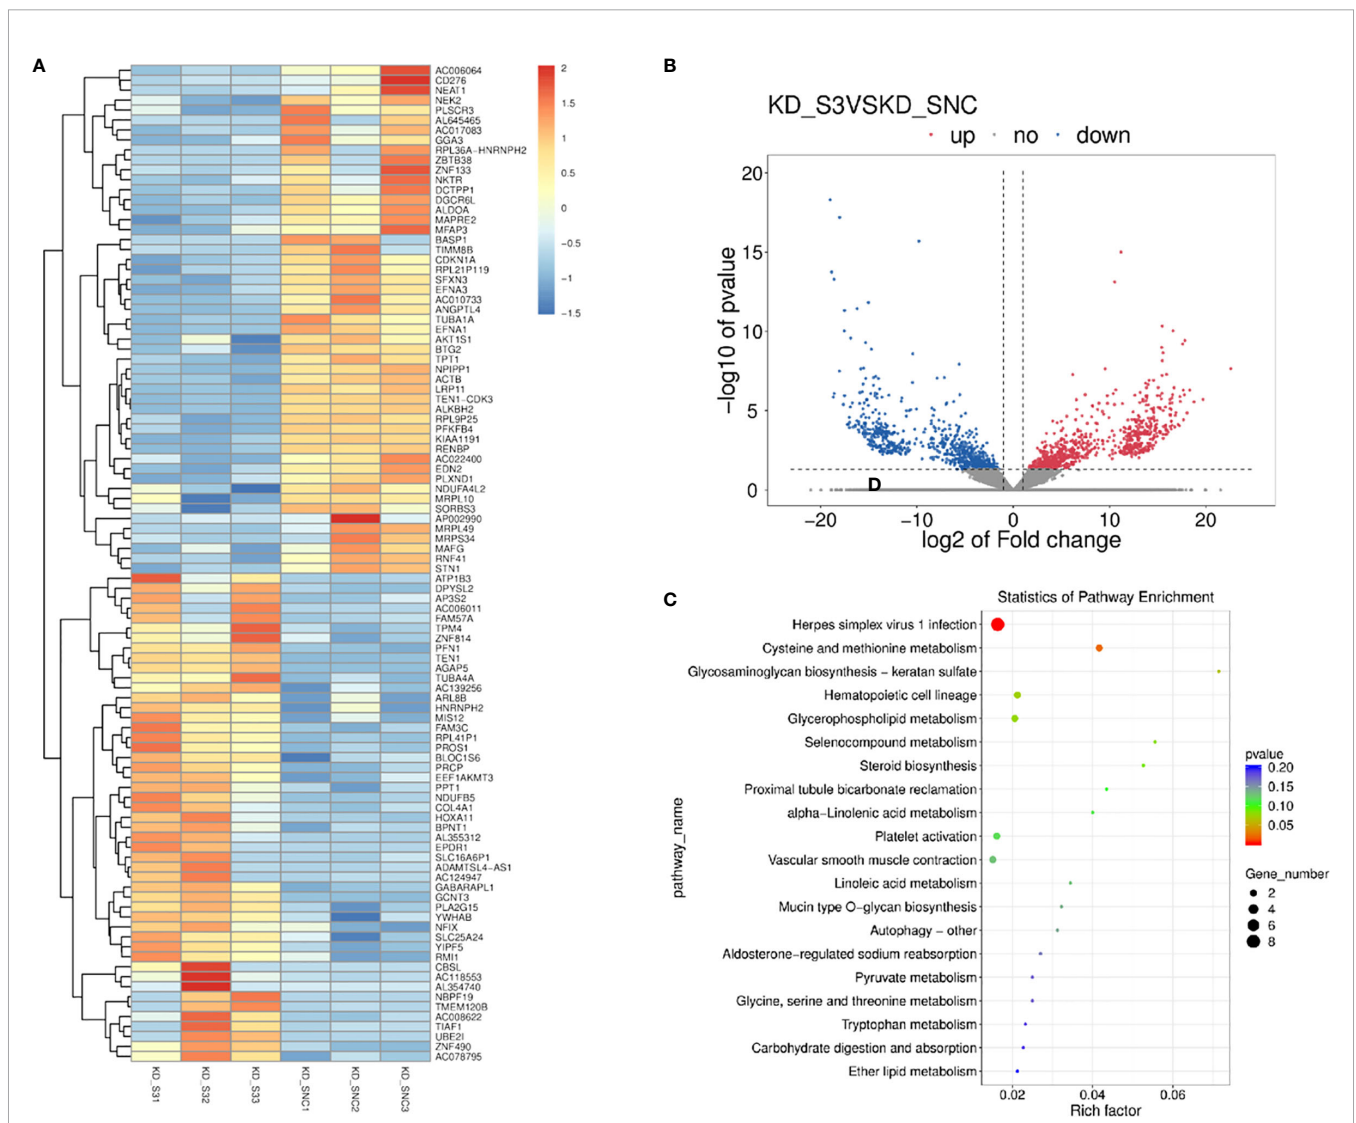 A
AC006064
CD276
NEAT1
NEK2
PLSCR3
AL645465
AC017083
GGA3
RPL36A−HNRNPH2
ZBTB38
ZNF133
NKTR
DCTPP1
DGCR6L
ALDOA
MAPRE2
MFAP3
BASP1
TIMM8B
CDKN1A
RPL21P119
SFXN3
EFNA3
AC010733
ANGPTL4
TUBA1A
EFNA1
AKT1S1
BTG2
TPT1
NPIPP1
ACTB
LRP11
TEN1−CDK3
ALKBH2
RPL9P25
PFKFB4
KIAA1191
RENBP
AC022400
EDN2
PLXND1
NDUFA4L2
MRPL10
SORBS3
AP002990
MRPL49
MRPS34
MAFG
RNF41
STN1
ATP1B3
DPYSL2
AP3S2
AC006011
FAM57A
TPM4
ZNF814
PFN1
TEN1
AGAP5
TUBA4A
AC139256
ARL8B
HNRNPH2
MIS12
FAM3C
RPL41P1
PROS1
BLOC1S6
PRCP
EEF1AKMT3
PPT1
NDUFB5
COL4A1
HOXA11
BPNT1
AL355312
EPDR1
SLC16A6P1
ADAMTSL4−AS1
AC124947
GABARAPL1
GCNT3
PLA2G15
YWHAB
NFIX
SLC25A24
YIPF5
RMI1
CBSL
AC118553
AL354740
NBPF19
TMEM120B
AC008622
TIAF1
UBE2I
ZNF490
AC078795
KD_S31
KD_S32
KD_S33
KD_SNC1
KD_SNC2
KD_SNC3
2
1.5
1
0.5
0
−0.5
−1
−1.5
B
KD_S3VSKD_SNC
up no down
−log10 of pvalue
20
15
10
5
0
D
−20 −10 0 10 20
log2 of Fold change
C
Statistics of Pathway Enrichment
pathway_name
Herpes simplex virus 1 infection
Cysteine and methionine metabolism
Glycosaminoglycan biosynthesis − keratan sulfate
Hematopoietic cell lineage
Glycerophospholipid metabolism
Selenocompound metabolism
Steroid biosynthesis
Proximal tubule bicarbonate reclamation
alpha−Linolenic acid metabolism
Platelet activation
Vascular smooth muscle contraction
Linoleic acid metabolism
Mucin type O−glycan biosynthesis
Autophagy − other
Aldosterone−regulated sodium reabsorption
Pyruvate metabolism
Glycine, serine and threonine metabolism
Tryptophan metabolism
Carbohydrate digestion and absorption
Ether lipid metabolism
0.02 0.04 0.06
Rich factor
pvalue
0.20
0.15
0.10
0.05
Gene_number
2
4
6
8